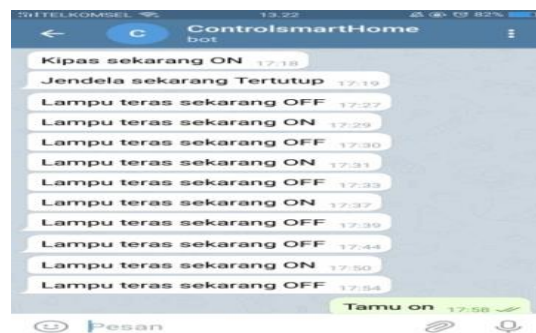 TELKOMSEL 13.22 82%
C ControlsmartHome
bot
Kipas sekarang ON 17:18
Jendela sekarang Tertutup 17:19
Lampu teras sekarang OFF 17:27
Lampu teras sekarang ON 17:29
Lampu teras sekarang OFF 17:30
Lampu teras sekarang ON 17:31
Lampu teras sekarang OFF 17:33
Lampu teras sekarang ON 17:37
Lampu teras sekarang OFF 17:39
Lampu teras sekarang OFF 17:44
Lampu teras sekarang ON 17:50
Lampu teras sekarang OFF 17:54
Tamu on 17:58
Pesan